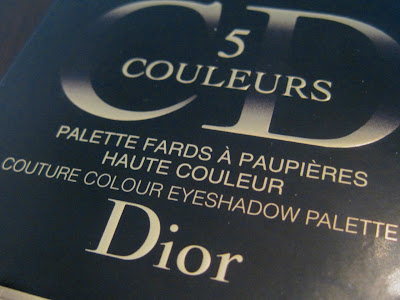 CD
5
COULEURS
PALETTE FARDS À PAUPIÈRES
HAUTE COULEUR
COUTURE COLOUR EYESHADOW PALETTE
Dior